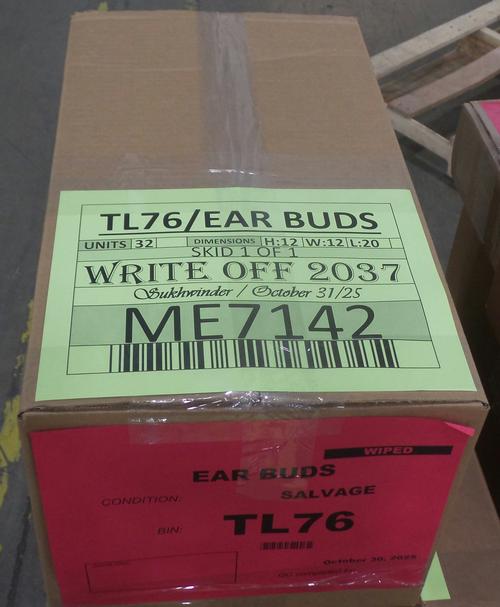 TL76/EAR BUDS
UNITS 32 DIMENSIONS H:12 W:12 L:20
SKID 1 OF 1
WRITE OFF 2037
Sukhwinder / October 31/25
ME7142
WIPED
EAR BUDS
CONDITION: SALVAGE
BIN: TL76
October 30, 2025